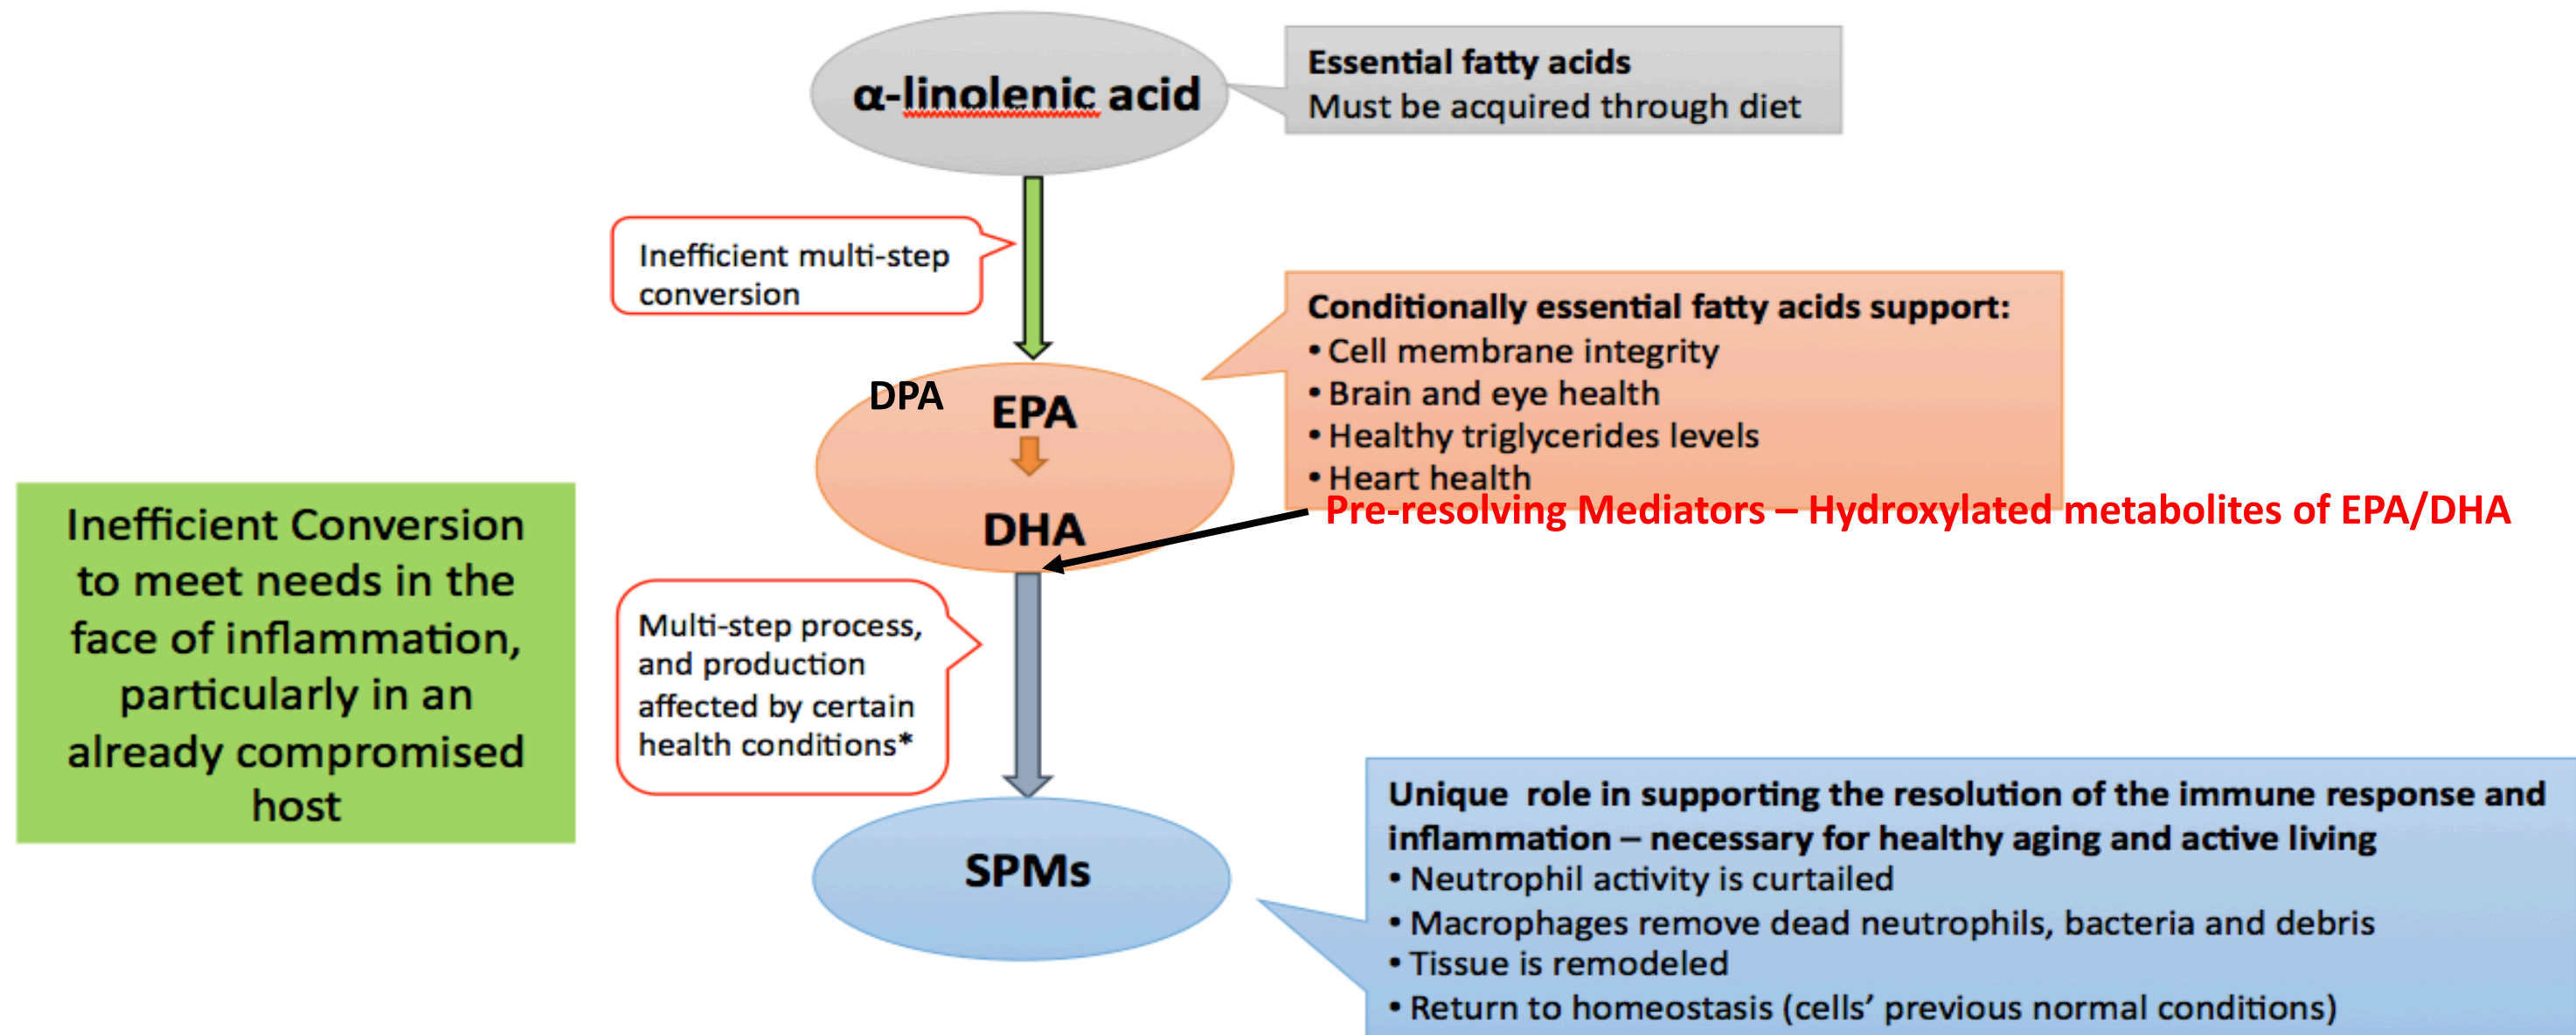 α-linolenic acid
Essential fatty acids
Must be acquired through diet
Inefficient multi-step
conversion
DPA
EPA
DHA
Conditionally essential fatty acids support:
• Cell membrane integrity
• Brain and eye health
• Healthy triglycerides levels
• Heart health
Pre-resolving Mediators – Hydroxylated metabolites of EPA/DHA
Inefficient Conversion
to meet needs in the
face of inflammation,
particularly in an
already compromised
host
Multi-step process,
and production
affected by certain
health conditions*
SPMs
Unique role in supporting the resolution of the immune response and
inflammation – necessary for healthy aging and active living
• Neutrophil activity is curtailed
• Macrophages remove dead neutrophils, bacteria and debris
• Tissue is remodeled
• Return to homeostasis (cells’ previous normal conditions)